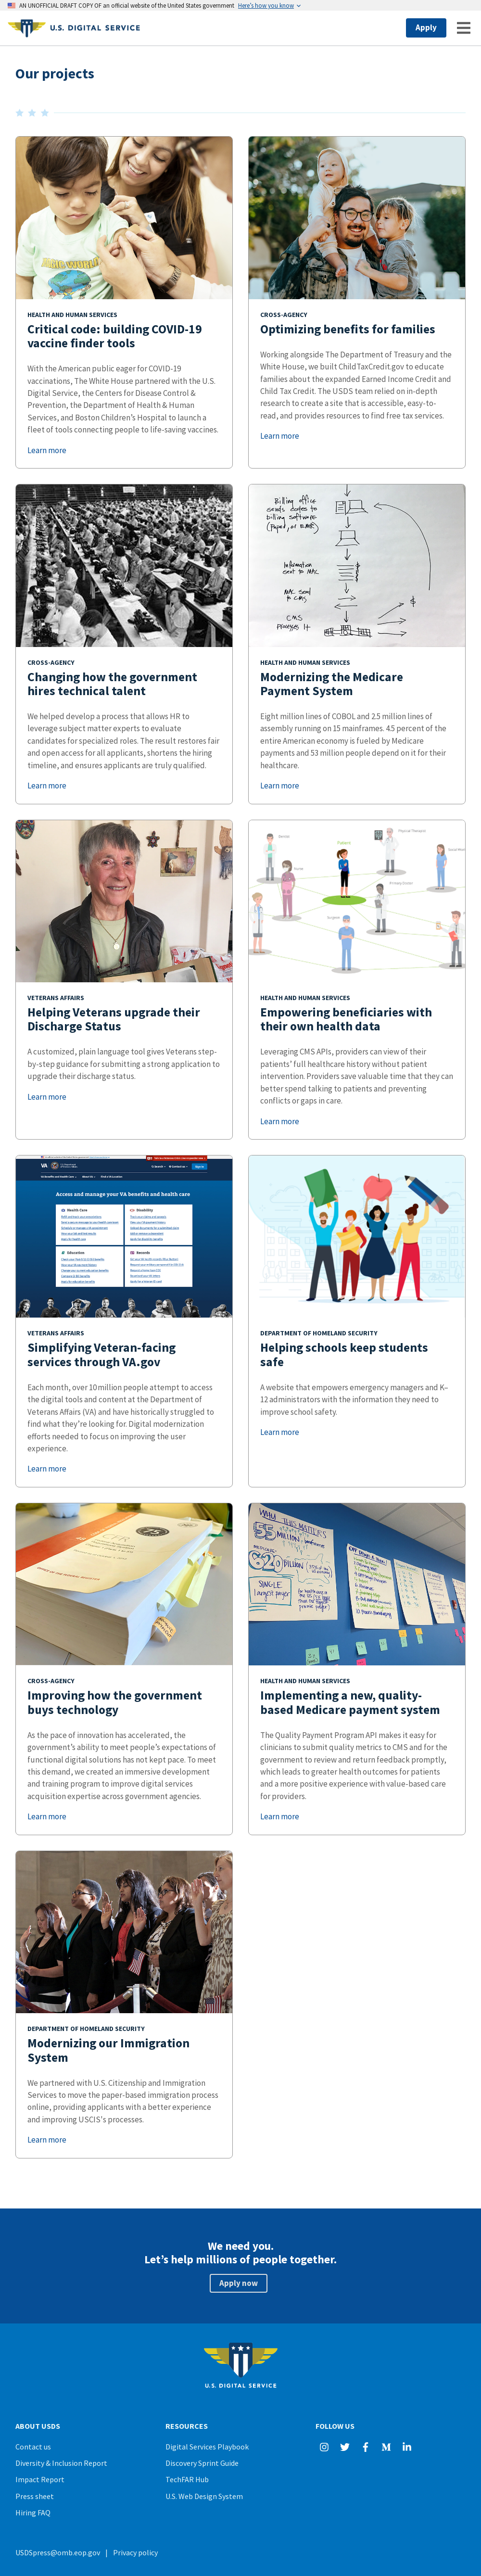 AN UNOFFICIAL DRAFT COPY OF an official website of the United States government Here's how you know
U.S. DIGITAL SERVICE
Apply
Our projects
HEALTH AND HUMAN SERVICES
Critical code: building COVID-19
vaccine finder tools
With the American public eager for COVID-19
vaccinations, The White House partnered with the U.S.
Digital Service, the Centers for Disease Control &
Prevention, the Department of Health & Human
Services, and Boston Children's Hospital to launch a
fleet of tools connecting people to life-saving vaccines.
Learn more
CROSS-AGENCY
Optimizing benefits for families
Working alongside The Department of Treasury and the
White House, we built ChildTaxCredit.gov to educate
families about the expanded Earned Income Credit and
Child Tax Credit. The USDS team relied on in-depth
research to create a site that is accessible, easy-to-
read, and provides resources to find free tax services.
Learn more
CROSS-AGENCY
Changing how the government
hires technical talent
We helped develop a process that allows HR to
leverage subject matter experts to evaluate
candidates for specialized roles. The result restores fair
and open access for all applicants, shortens the hiring
timeline, and ensures applicants are truly qualified.
Learn more
Billing office
sends dates to
billing software
(paper, or EMR)
Information
sent to MAC
MAC send
to CMS
CMS
Process it
HEALTH AND HUMAN SERVICES
Modernizing the Medicare
Payment System
Eight million lines of COBOL and 2.5 million lines of
assembly running on 15 mainframes. 4.5 percent of the
entire American economy is fueled by Medicare
payments and 53 million people depend on it for their
healthcare.
Learn more
VETERANS AFFAIRS
Helping Veterans upgrade their
Discharge Status
A customized, plain language tool gives Veterans step-
by-step guidance for submitting a strong application to
upgrade their discharge status.
Learn more
Patient
Physical Therapist
Surgeon
HEALTH AND HUMAN SERVICES
Empowering beneficiaries with
their own health data
Leveraging CMS APIs, providers can view of their
patients' full healthcare history without patient
intervention. Providers save valuable time that they can
better spend talking to patients and preventing
conflicts or gaps in care.
Learn more
VA
Access and manage your VA benefits and health care
Health Care
Disability
Education
Records
VETERANS AFFAIRS
Simplifying Veteran-facing
services through VA.gov
Each month, over 10 million people attempt to access
the digital tools and content at the Department of
Veterans Affairs (VA) and have historically struggled to
find what they're looking for. Digital modernization
efforts needed to focus on improving the user
experience.
Learn more
DEPARTMENT OF HOMELAND SECURITY
Helping schools keep students
safe
A website that empowers emergency managers and K–
12 administrators with the information they need to
improve school safety.
Learn more
CFR
CROSS-AGENCY
Improving how the government
buys technology
As the pace of innovation has accelerated, the
government's ability to meet people's expectations of
functional digital solutions has not kept pace. To meet
this demand, we created an immersive development
and training program to improve digital services
acquisition expertise across government agencies.
Learn more
WHY THIS MATTERS
55 MILLION
$620 BILLION
SINGLE
largest payer
HEALTH AND HUMAN SERVICES
Implementing a new, quality-
based Medicare payment system
The Quality Payment Program API makes it easy for
clinicians to submit quality metrics to CMS and for the
government to review and return feedback promptly,
which leads to greater health outcomes for patients
and a more positive experience with value-based care
for providers.
Learn more
DEPARTMENT OF HOMELAND SECURITY
Modernizing our Immigration
System
We partnered with U.S. Citizenship and Immigration
Services to move the paper-based immigration process
online, providing applicants with a better experience
and improving USCIS's processes.
Learn more
We need you.
Let's help millions of people together.
Apply now
U.S. DIGITAL SERVICE
ABOUT USDS
Contact us
Diversity & Inclusion Report
Impact Report
Press sheet
Hiring FAQ
RESOURCES
Digital Services Playbook
Discovery Sprint Guide
TechFAR Hub
U.S. Web Design System
FOLLOW US
USDSpress@omb.eop.gov | Privacy policy